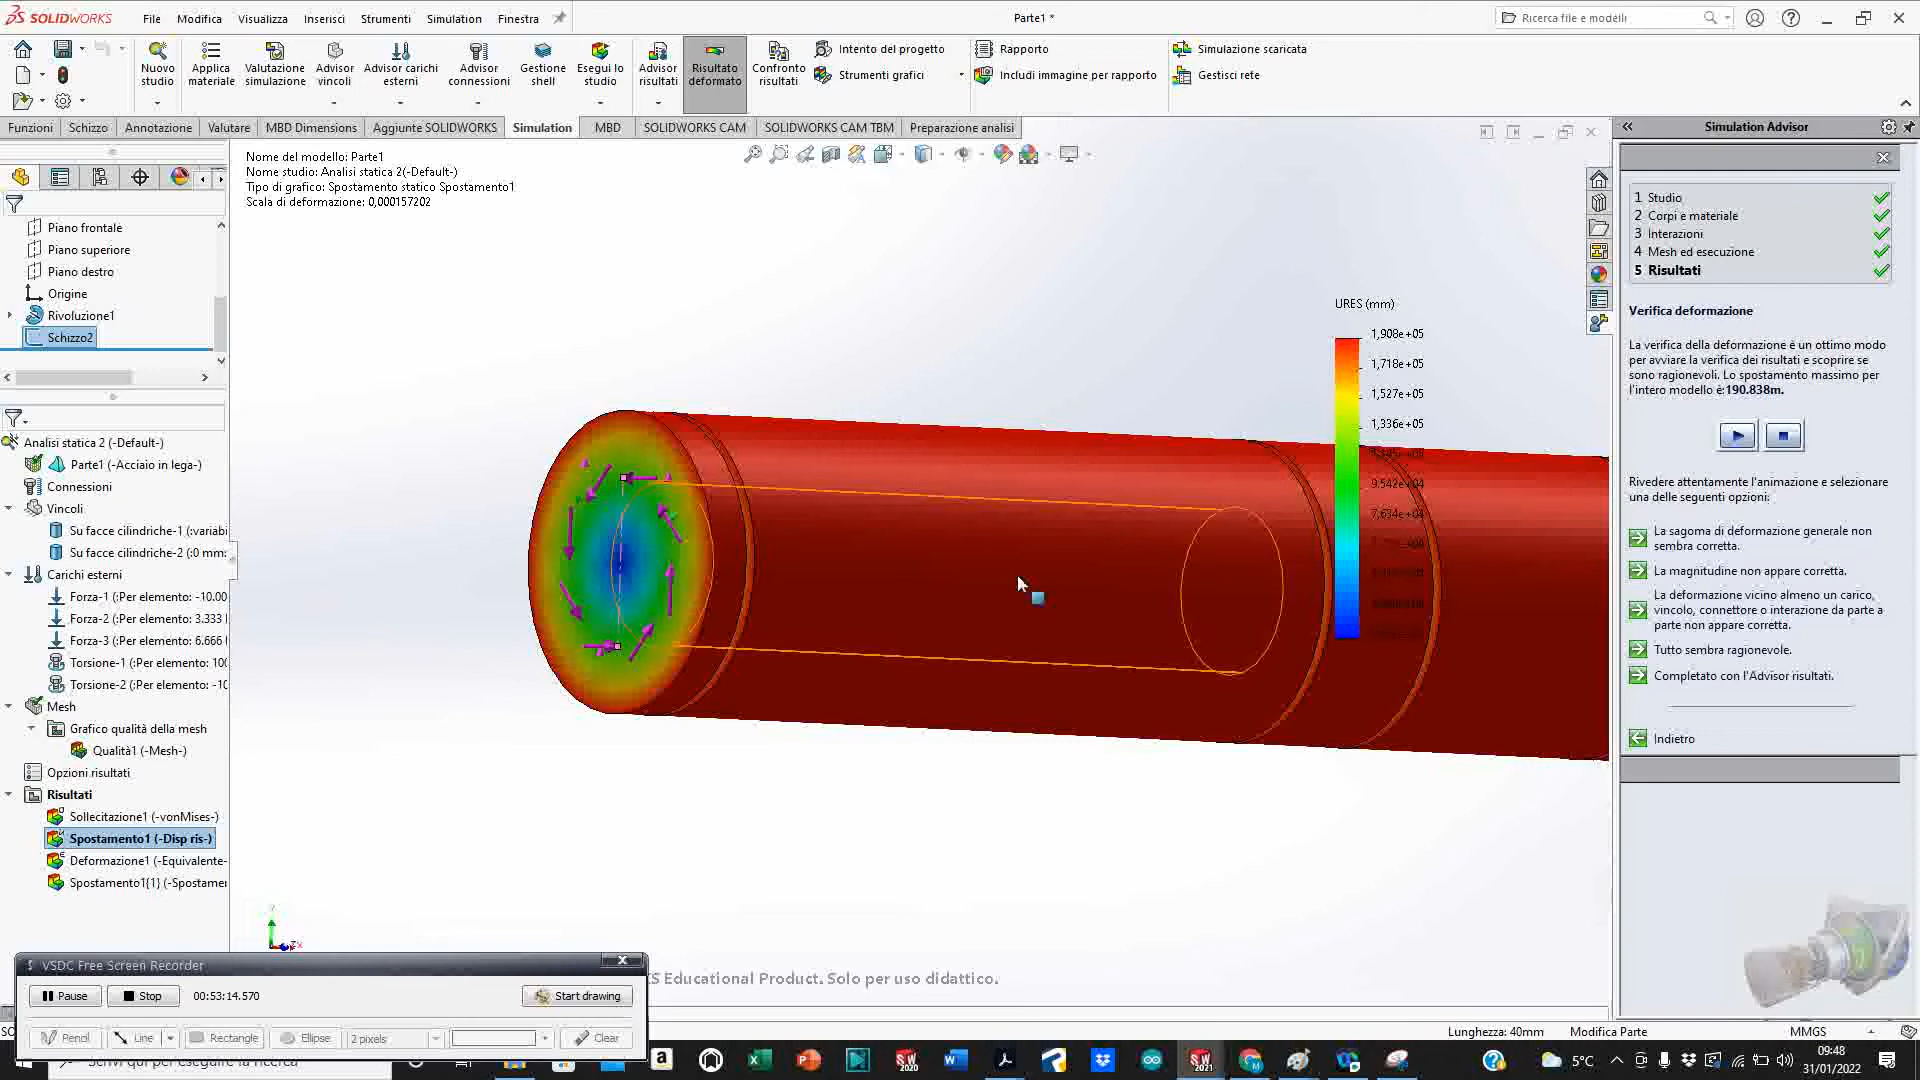 SOLIDWORKS
File
Modifica
Visualizza
Inserisci
Strumenti
Simulation
Finestra
Parte1 *
Ricerca file e modelli
Nuovo studio
Applica materiale
Valutazione simulazione
Advisor vincoli
Advisor carichi esterni
Advisor connessioni
Gestione shell
Esegui lo studio
Advisor risultati
Risultato deformato
Confronto risultati
Intento del progetto
Strumenti grafici
Rapporto
Includi immagine per rapporto
Simulazione scaricata
Gestisci rete
Funzioni
Schizzo
Annotazione
Valutare
MBD Dimensions
Aggiunte SOLIDWORKS
Simulation
MBD
SOLIDWORKS CAM
SOLIDWORKS CAM TBM
Preparazione analisi
Piano frontale
Piano superiore
Piano destro
Origine
Rivoluzione1
Schizzo2
Analisi statica 2 (-Default-)
Parte1 (-Acciaio in lega-)
Connessioni
Vincoli
Su facce cilindriche-1 (:variabi
Su facce cilindriche-2 (:0 mm:
Carichi esterni
Forza-1 (:Per elemento: -10.00
Forza-2 (:Per elemento: 3.333
Forza-3 (:Per elemento: 6.666
Torsione-1 (:Per elemento: 100
Torsione-2 (:Per elemento: -10
Mesh
Grafico qualità della mesh
Qualità1 (-Mesh-)
Opzioni risultati
Risultati
Sollecitazione1 (-vonMises-)
Spostamento1 (-Disp ris-)
Deformazione1 (-Equivalente-
Spostamento1{1} (-Spostamer
Nome del modello: Parte1
Nome studio: Analisi statica 2(-Default-)
Tipo di grafico: Spostamento statico Spostamento1
Scala di deformazione: 0,000157202
URES (mm)
1,908e+05
1,718e+05
1,527e+05
1,336e+05
9,542e+04
7,634e+04
SOLIDWORKS Educational Product. Solo per uso didattico.
Simulation Advisor
1 Studio
2 Corpi e materiale
3 Interazioni
4 Mesh ed esecuzione
5 Risultati
Verifica deformazione
La verifica della deformazione è un ottimo modo
per avviare la verifica dei risultati e scoprire se
sono ragionevoli. Lo spostamento massimo per
l'intero modello è:190.838m.
Rivedere attentamente l'animazione e selezionare
una delle seguenti opzioni:
La sagoma di deformazione generale non
sembra corretta.
La magnitudine non appare corretta.
La deformazione vicino almeno un carico,
vincolo, connettore o interazione da parte a
parte non appare corretta.
Tutto sembra ragionevole.
Completato con l'Advisor risultati.
Indietro
VSDC Free Screen Recorder
Pause
Stop
00:53:14.570
Start drawing
Pencil
Line
Rectangle
Ellipse
2 pixels
Clear
Lunghezza: 40mm
Modifica Parte
MMGS
5°C
09:48
31/01/2022